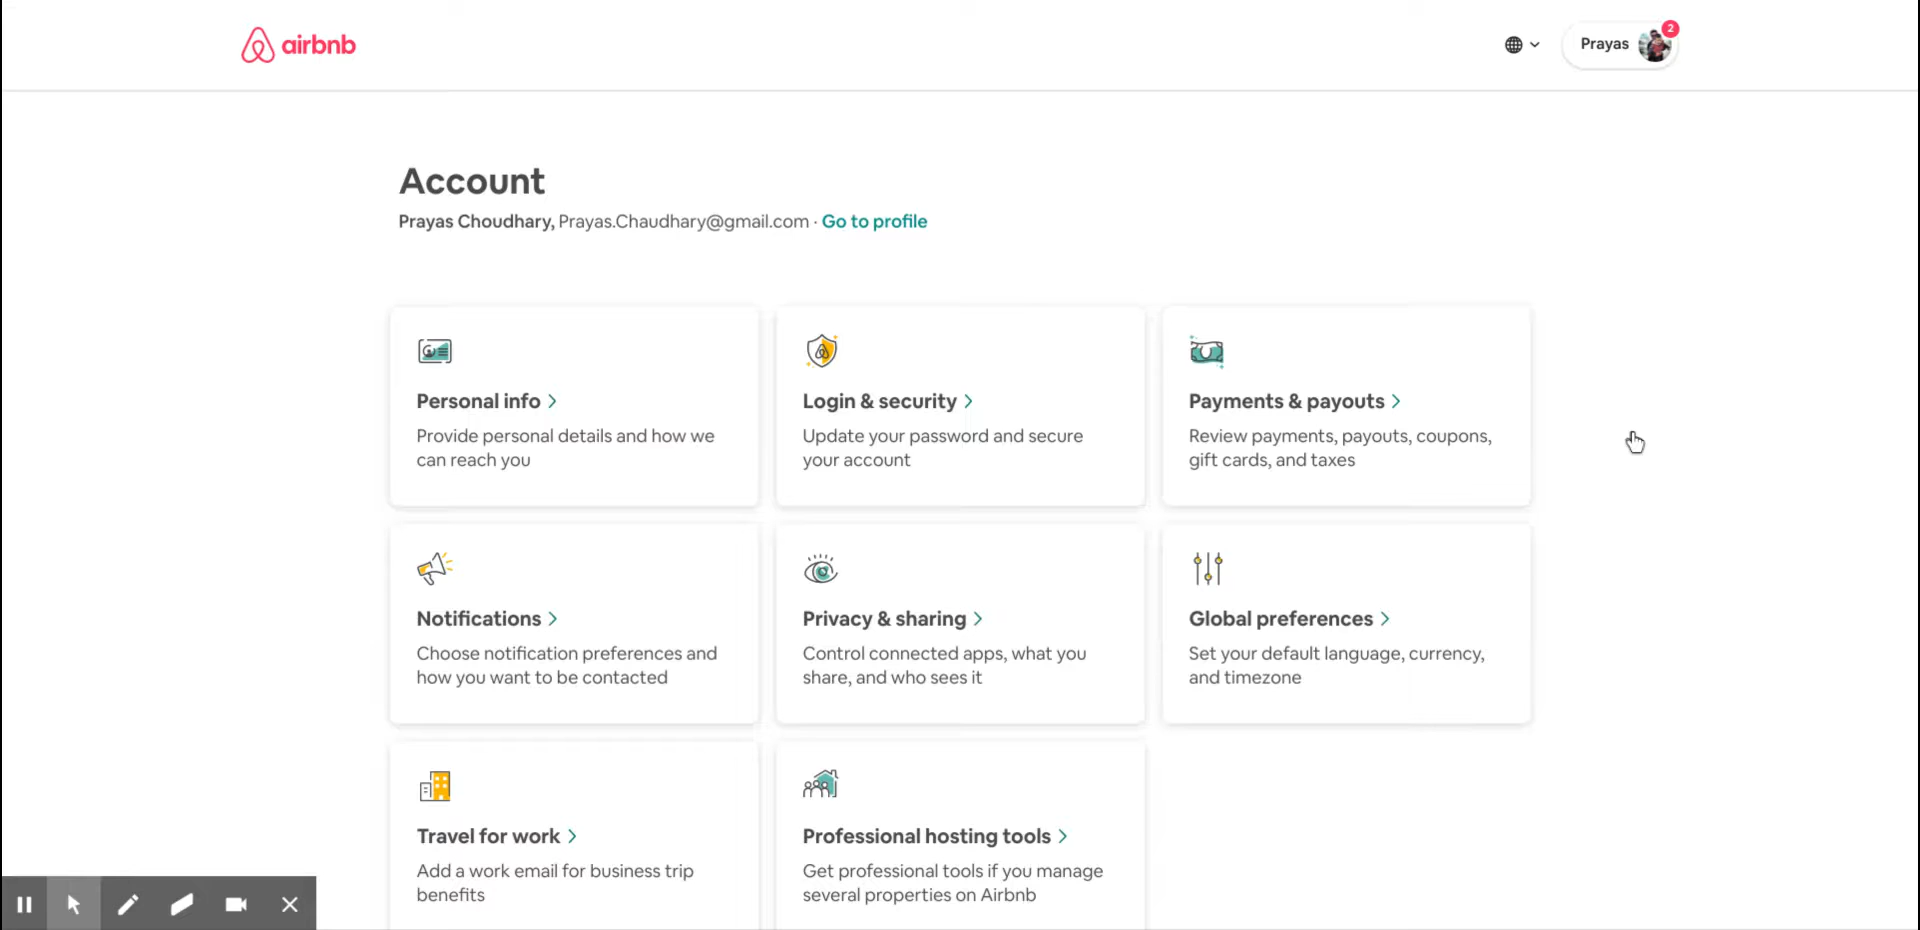 airbnb
Prayas
2
Account
Prayas Choudhary, Prayas.Chaudhary@gmail.com · Go to profile
Personal info
Provide personal details and how we
can reach you
Login & security
Update your password and secure
your account
Payments & payouts
Review payments, payouts, coupons,
gift cards, and taxes
Notifications
Choose notification preferences and
how you want to be contacted
Privacy & sharing
Control connected apps, what you
share, and who sees it
Global preferences
Set your default language, currency,
and timezone
Travel for work
Add a work email for business trip
benefits
Professional hosting tools
Get professional tools if you manage
several properties on Airbnb